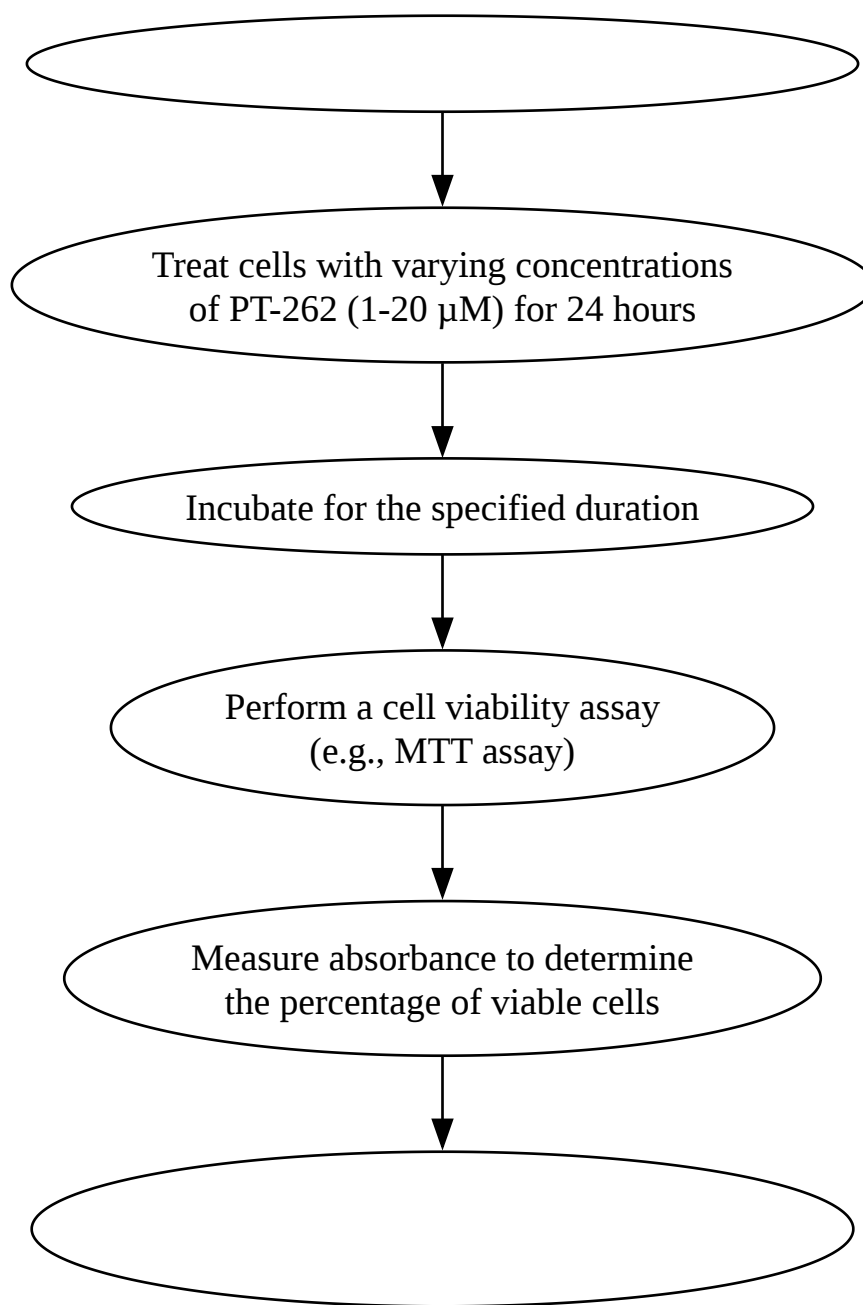 Treat cells with varying concentrations
of PT-262 (1-20 µM) for 24 hours
Incubate for the specified duration
Perform a cell viability assay
(e.g., MTT assay)
Measure absorbance to determine
the percentage of viable cells